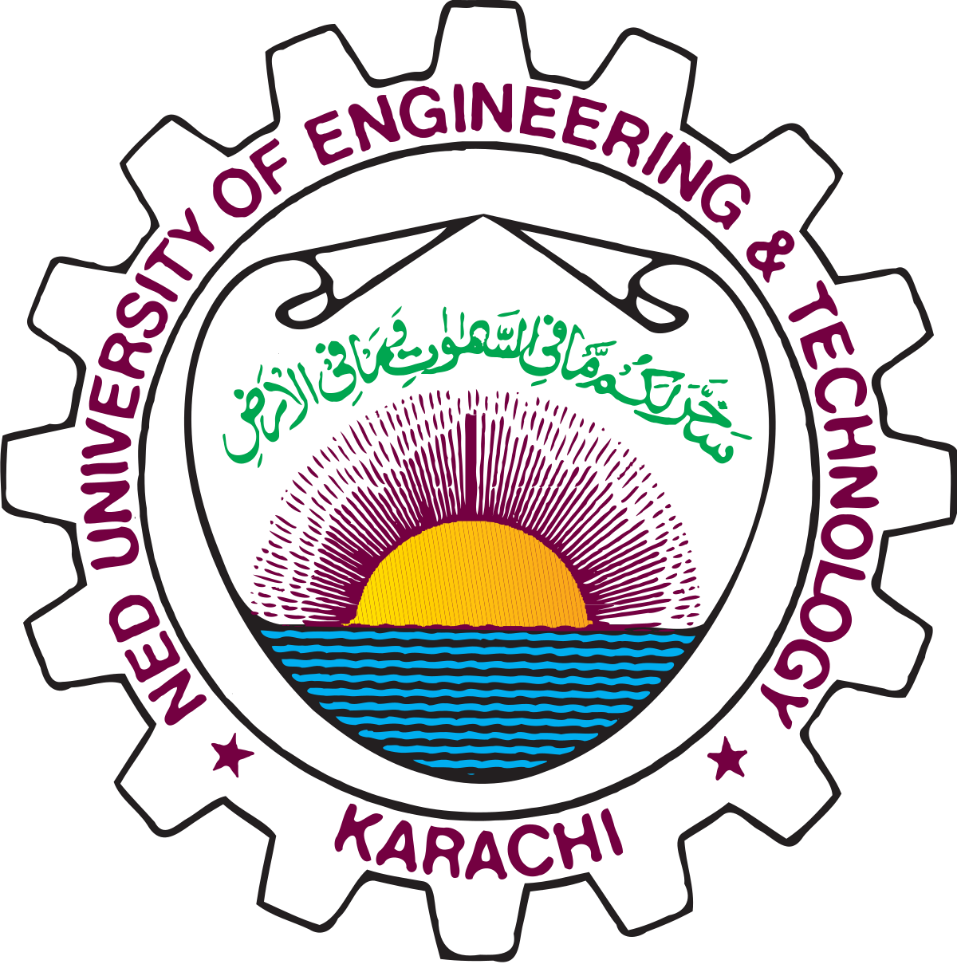 NED UNIVERSITY OF ENGINEERING & TECHNOLOGY
سَخَّرَ لَكُمْ مَّا فِی السَّمٰوٰتِ وَمَا فِی الْاَرْضِ
KARACHI